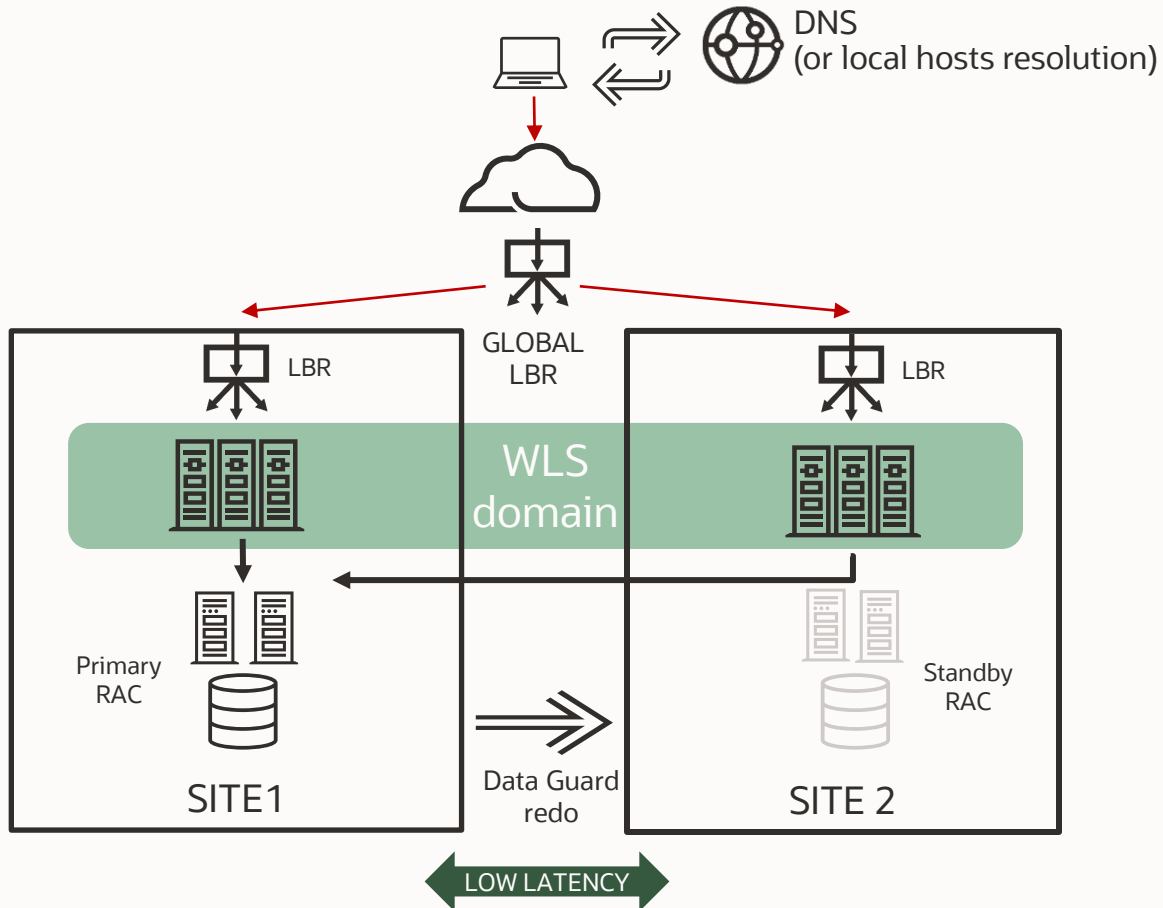 DNS
(or local hosts resolution)
GLOBAL
LBR
LBR
LBR
WLS
domain
Primary
RAC
Standby
RAC
SITE1
Data Guard
redo
SITE 2
LOW LATENCY